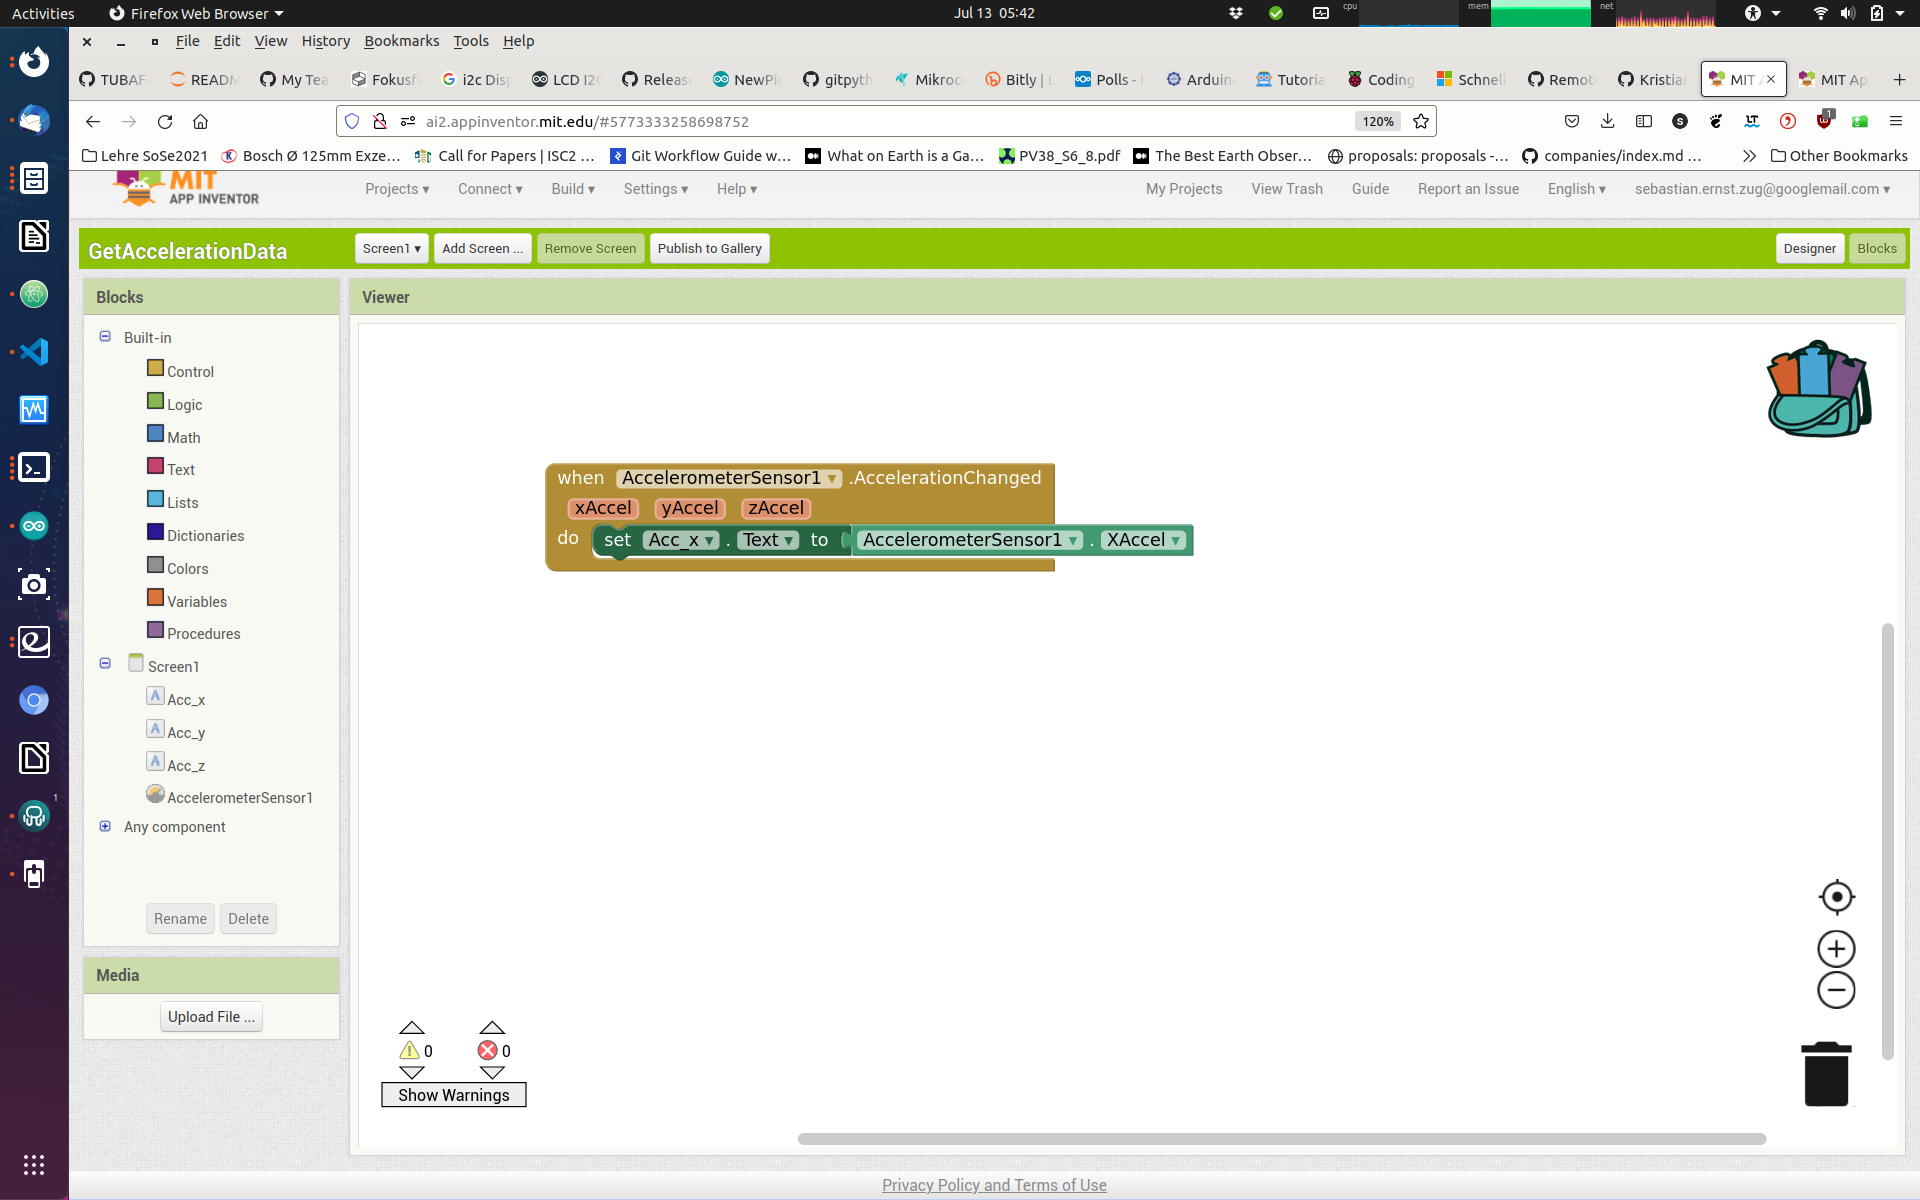 Activities Firefox Web Browser Jul 13 05:42 cpu mem net
File Edit View History Bookmarks Tools Help
TUBAF READM My Tea Fokusf i2c Disp LCD I2C Release NewPi gitpyth Mikroc Bitly | L Polls - Arduin Tutoria Coding Schnell Remot Kristian MIT A MIT Ap
ai2.appinventor.mit.edu/#5773333258698752 120% S LT 1
Lehre SoSe2021 Bosch Ø 125mm Exze... Call for Papers | ISC2 ... Git Workflow Guide w... What on Earth is a Ga... PV38_S6_8.pdf The Best Earth Obser... proposals: proposals -... companies/index.md ... Other Bookmarks
MIT
APP INVENTOR
Projects Connect Build Settings Help My Projects View Trash Guide Report an Issue English sebastian.ernst.zug@googlemail.com
GetAccelerationData Screen1 Add Screen ... Remove Screen Publish to Gallery Designer Blocks
Blocks Viewer
Built-in
Control
Logic
Math
Text
Lists
Dictionaries
Colors
Variables
Procedures
Screen1
Acc_x
Acc_y
Acc_z
AccelerometerSensor1
Any component
Rename Delete
Media
Upload File ...
when AccelerometerSensor1 .AccelerationChanged
xAccel yAccel zAccel
do set Acc_x . Text to AccelerometerSensor1 . XAccel
0 0
Show Warnings
1
Privacy Policy and Terms of Use